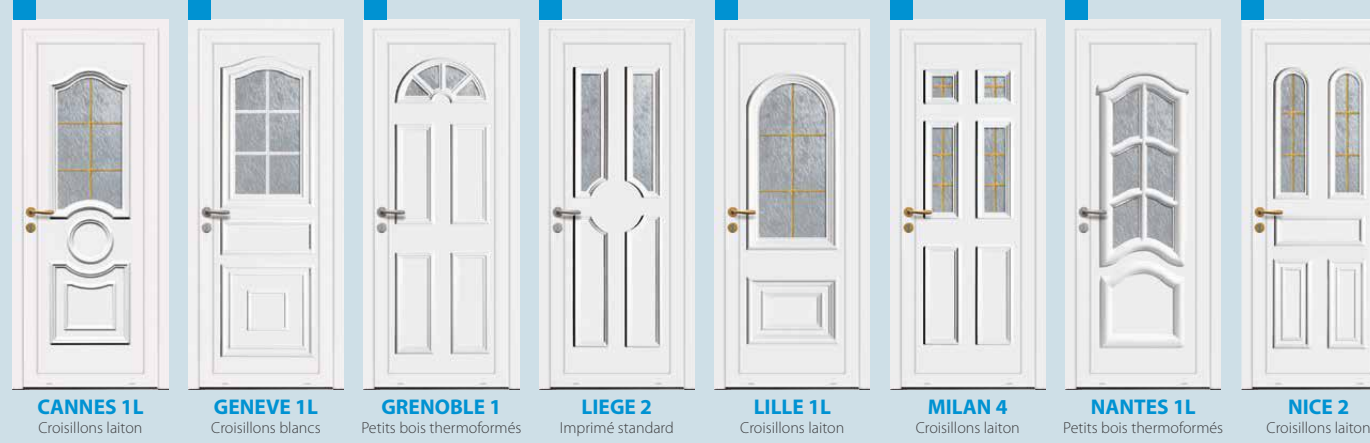 CANNES 1L
Croisillons laiton
GENEVE 1L
Croisillons blancs
GRENOBLE 1
Petits bois thermoformés
LIEGE 2
Imprimé standard
LILLE 1L
Croisillons laiton
MILAN 4
Croisillons laiton
NANTES 1L
Petits bois thermoformés
NICE 2
Croisillons laiton